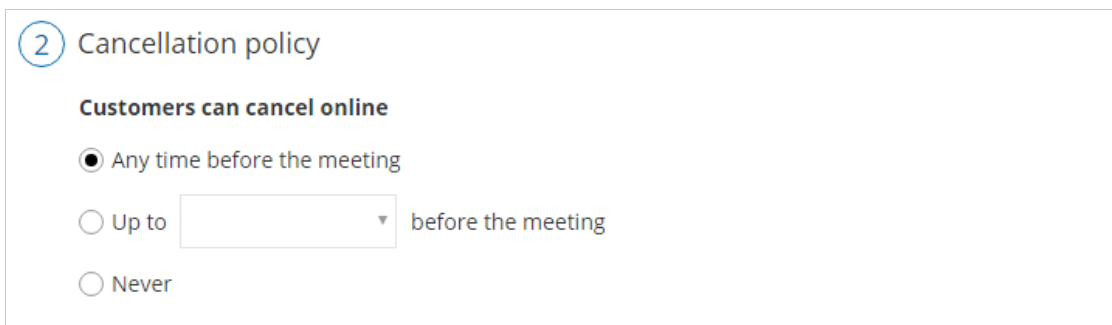 2 Cancellation policy
Customers can cancel online
Any time before the meeting
Up to before the meeting
Never